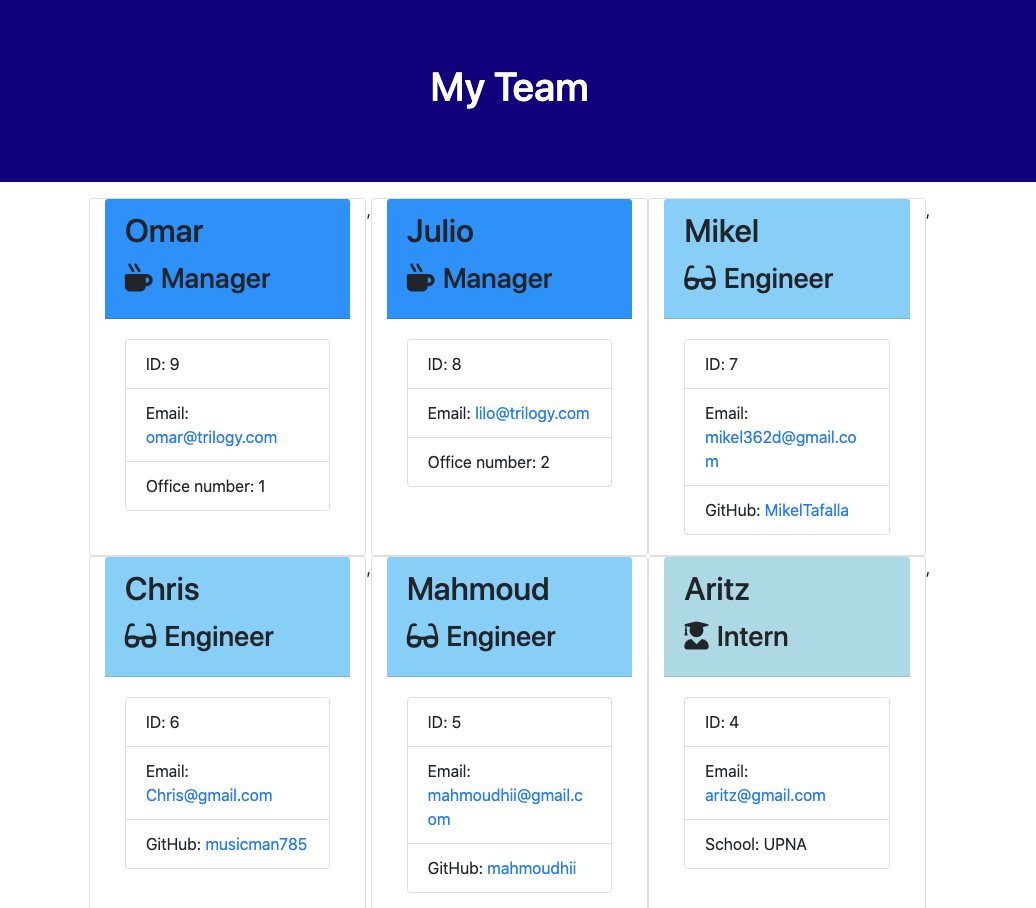 My Team
Omar
Manager
ID: 9
Email:
omar@trilogy.com
Office number: 1
,
Julio
Manager
ID: 8
Email: lilo@trilogy.com
Office number: 2
Mikel
Engineer
ID: 7
Email:
mikel362d@gmail.co
m
GitHub: MikelTafalla
,
Chris
Engineer
ID: 6
Email:
Chris@gmail.com
GitHub: musicman785
,
Mahmoud
Engineer
ID: 5
Email:
mahmoudhii@gmail.c
om
GitHub: mahmoudhii
Aritz
Intern
ID: 4
Email:
aritz@gmail.com
School: UPNA
,